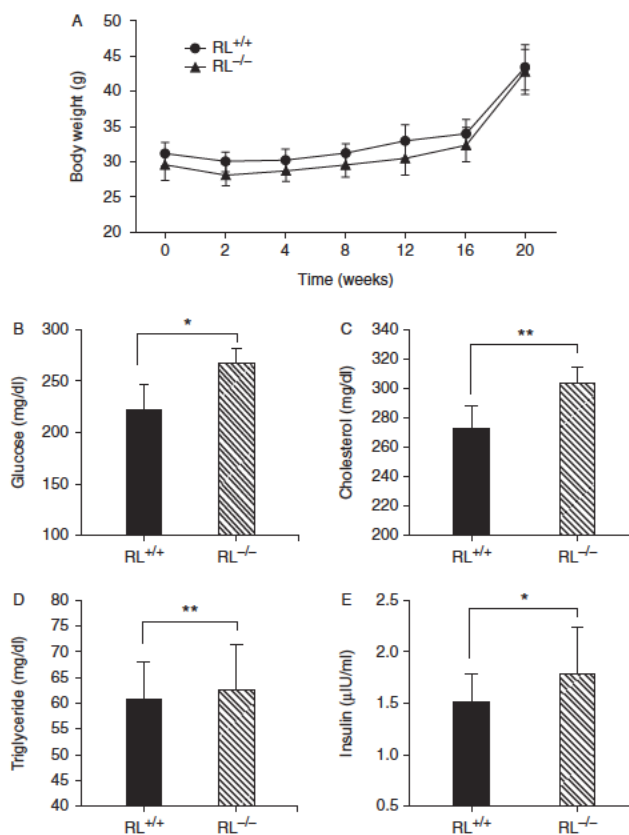 A
50
45
40
35
30
25
20
Body weight (g)
RL+/+
RL−/−
0 2 4 8 12 16 20
Time (weeks)
B
300
250
200
150
100
Glucose (mg/dl)
*
RL+/+ RL−/−
C
340
320
300
280
260
240
220
200
Cholesterol (mg/dl)
**
RL+/+ RL−/−
D
80
75
70
65
60
55
50
45
40
Triglyceride (mg/dl)
**
RL+/+ RL−/−
E
2.5
2.0
1.5
1.0
0.5
Insulin (μIU/ml)
*
RL+/+ RL−/−